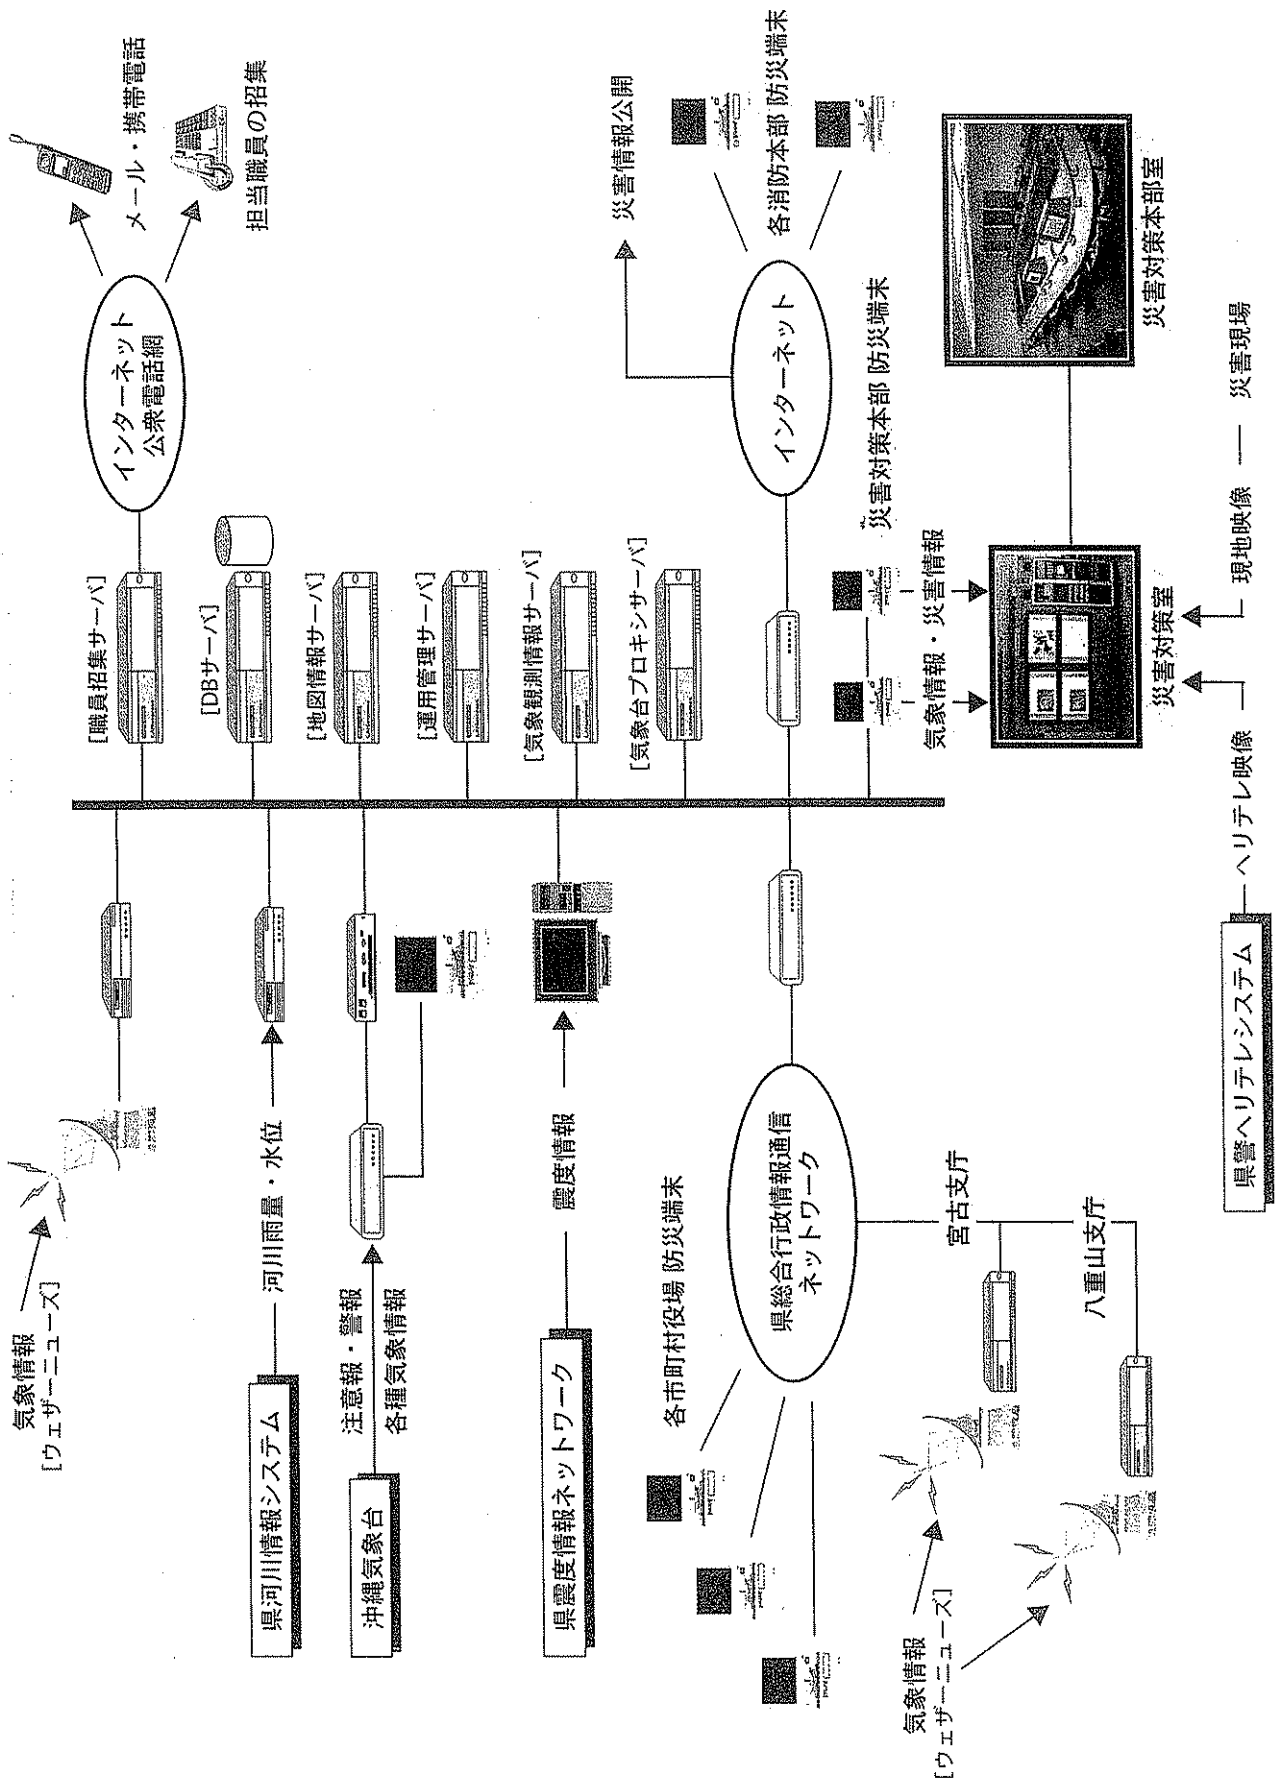 気象情報
[ウェザーニューズ]
県河川情報システム
河川雨量・水位
沖縄気象台
注意報・警報
各種気象情報
県震度情報ネットワーク
震度情報
各市町村役場 防災端末
県総合行政情報通信
ネットワーク
宮古支庁
八重山支庁
気象情報
[ウェザーニューズ]
県警ヘリテレシステム
ヘリテレ映像
現地映像
災害現場
[職員招集サーバ]
[DBサーバ]
[地図情報サーバ]
[運用管理サーバ]
[気象観測情報サーバ]
[気象台プロキシサーバ]
インターネット
公衆電話網
メール・携帯電話
担当職員の招集
インターネット
災害情報公開
各消防本部 防災端末
災害対策本部 防災端末
気象情報・災害情報
災害対策室
災害対策本部室